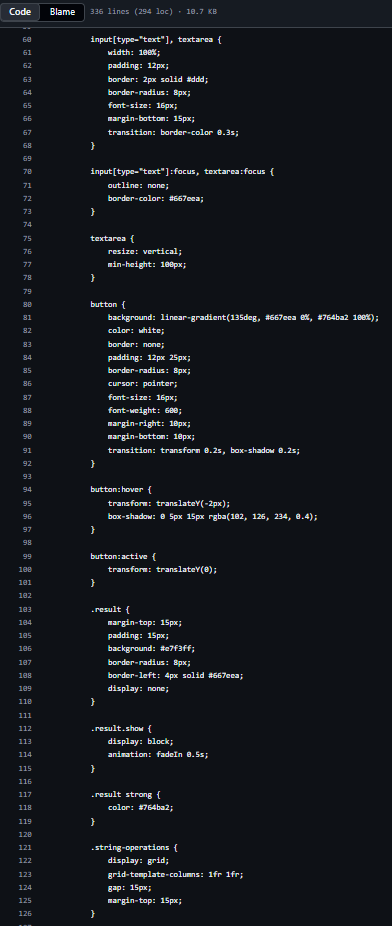 Code Blame 336 lines (294 loc) · 10.7 KB
60 input[type="text"], textarea {
61 width: 100%;
62 padding: 12px;
63 border: 2px solid #ddd;
64 border-radius: 8px;
65 font-size: 16px;
66 margin-bottom: 15px;
67 transition: border-color 0.3s;
68 }
69
70 input[type="text"]:focus, textarea:focus {
71 outline: none;
72 border-color: #667eea;
73 }
74
75 textarea {
76 resize: vertical;
77 min-height: 100px;
78 }
79
80 button {
81 background: linear-gradient(135deg, #667eea 0%, #764ba2 100%);
82 color: white;
83 border: none;
84 padding: 12px 25px;
85 border-radius: 8px;
86 cursor: pointer;
87 font-size: 16px;
88 font-weight: 600;
89 margin-right: 10px;
90 margin-bottom: 10px;
91 transition: transform 0.2s, box-shadow 0.2s;
92 }
93
94 button:hover {
95 transform: translateY(-2px);
96 box-shadow: 0 5px 15px rgba(102, 126, 234, 0.4);
97 }
98
99 button:active {
100 transform: translateY(0);
101 }
102
103 .result {
104 margin-top: 15px;
105 padding: 15px;
106 background: #e7f3ff;
107 border-radius: 8px;
108 border-left: 4px solid #667eea;
109 display: none;
110 }
111
112 .result.show {
113 display: block;
114 animation: fadeIn 0.5s;
115 }
116
117 .result strong {
118 color: #764ba2;
119 }
120
121 .string-operations {
122 display: grid;
123 grid-template-columns: 1fr 1fr;
124 gap: 15px;
125 margin-top: 15px;
126 }